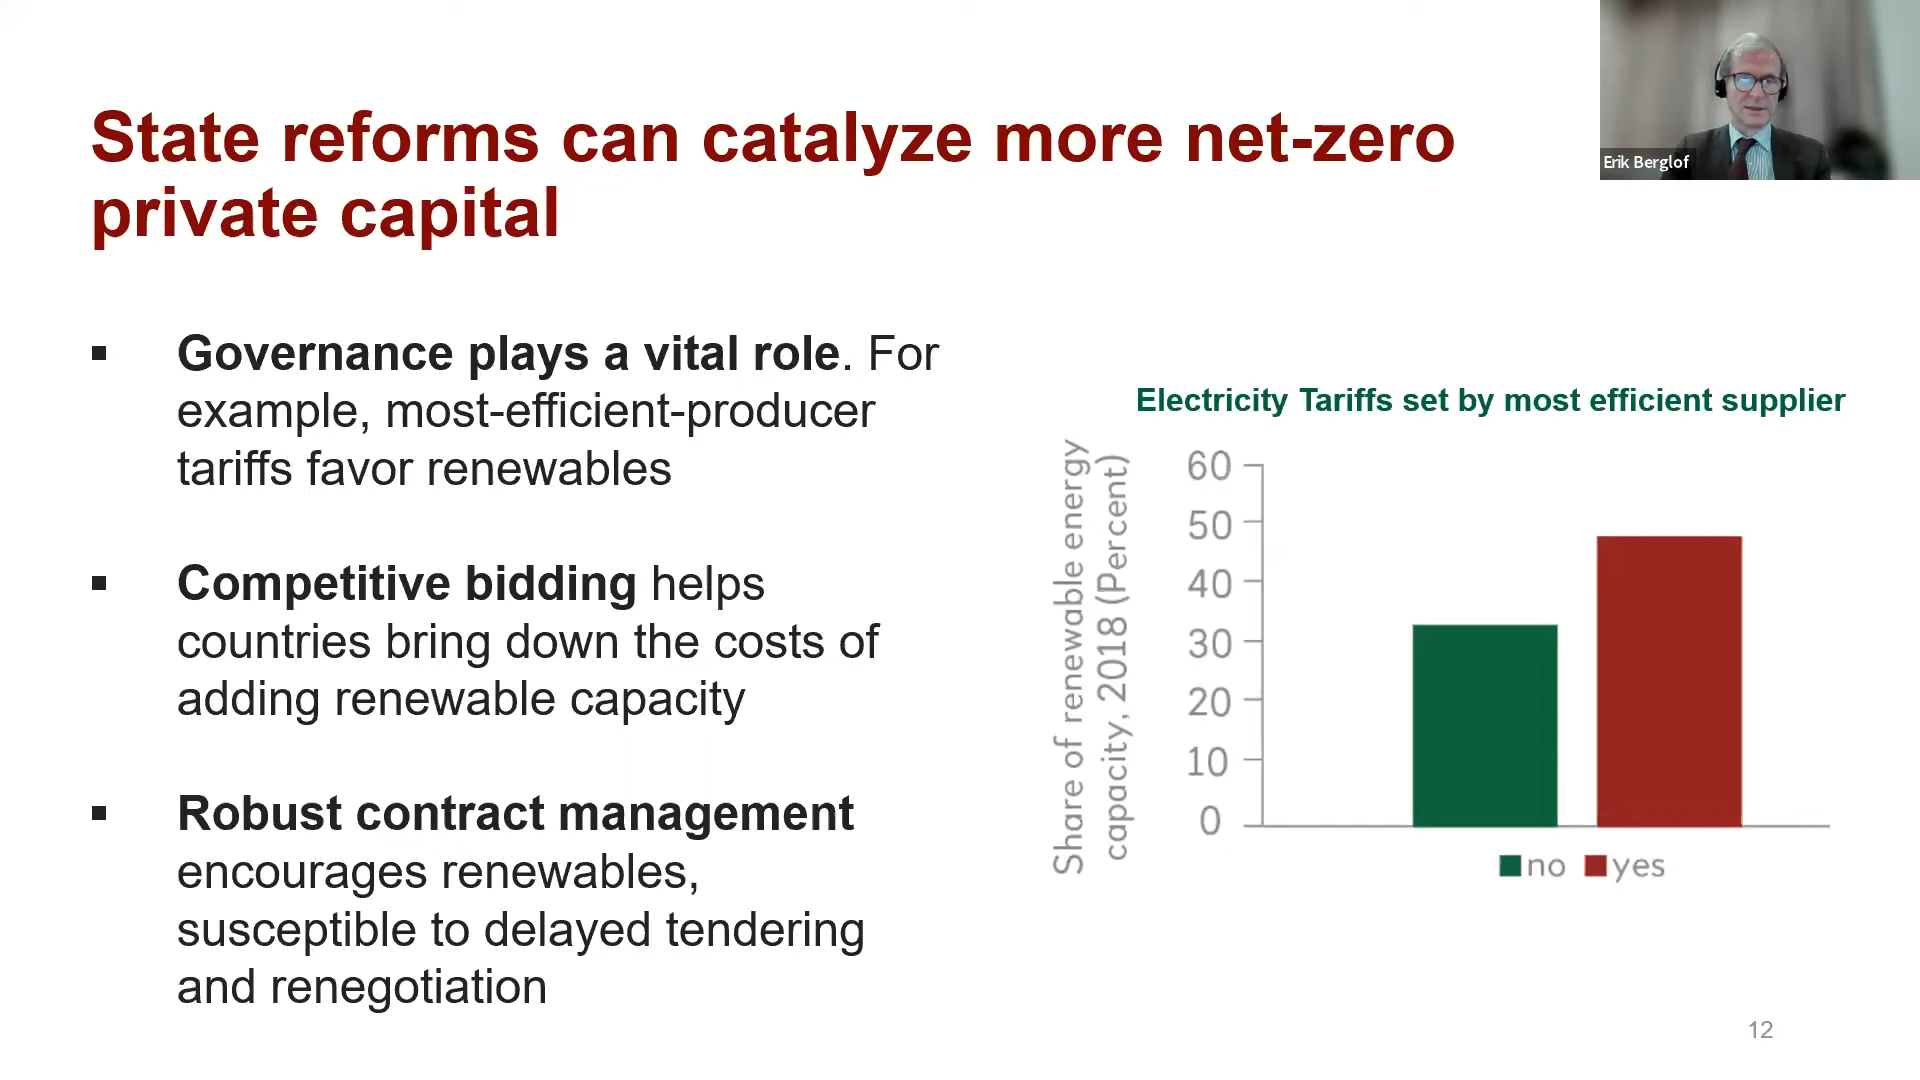 State reforms can catalyze more net-zero
private capital
Erik Berglof
▪ Governance plays a vital role. For
example, most-efficient-producer
tariffs favor renewables
▪ Competitive bidding helps
countries bring down the costs of
adding renewable capacity
▪ Robust contract management
encourages renewables,
susceptible to delayed tendering
and renegotiation
Electricity Tariffs set by most efficient supplier
Share of renewable energy
capacity, 2018 (Percent)
60
50
40
30
20
10
0
no yes
12